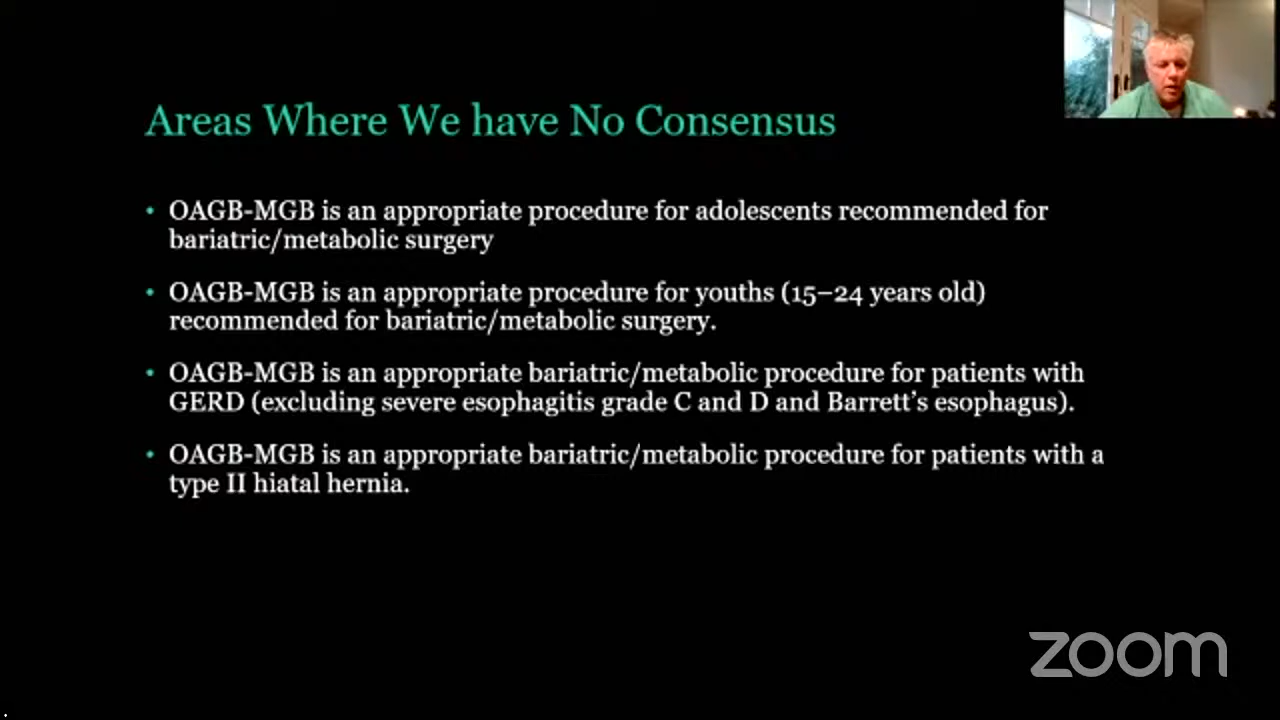 Areas Where We have No Consensus
• OAGB-MGB is an appropriate procedure for adolescents recommended for
bariatric/metabolic surgery
• OAGB-MGB is an appropriate procedure for youths (15–24 years old)
recommended for bariatric/metabolic surgery.
• OAGB-MGB is an appropriate bariatric/metabolic procedure for patients with
GERD (excluding severe esophagitis grade C and D and Barrett’s esophagus).
• OAGB-MGB is an appropriate bariatric/metabolic procedure for patients with a
type II hiatal hernia.
zoom